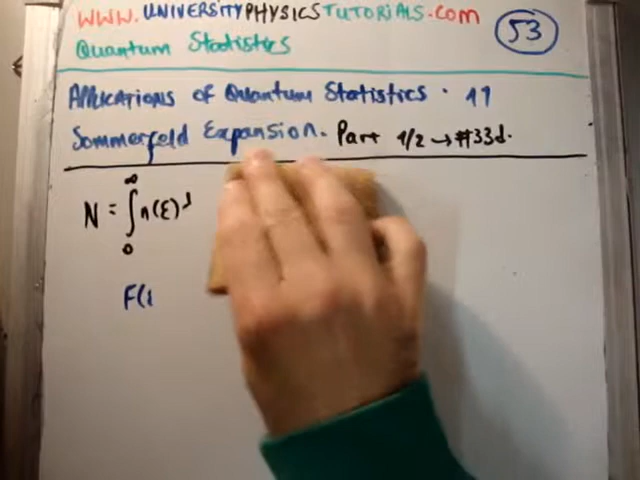 WWW.UNIVERSITYPHYSICSTUTORIALS.COM
Quantum Statistics
53
Applications of Quantum Statistics. 11
Sommerfeld Expansion. Part 1/2 → #33d.
N = ∫₀^∞ n(ε)
F(